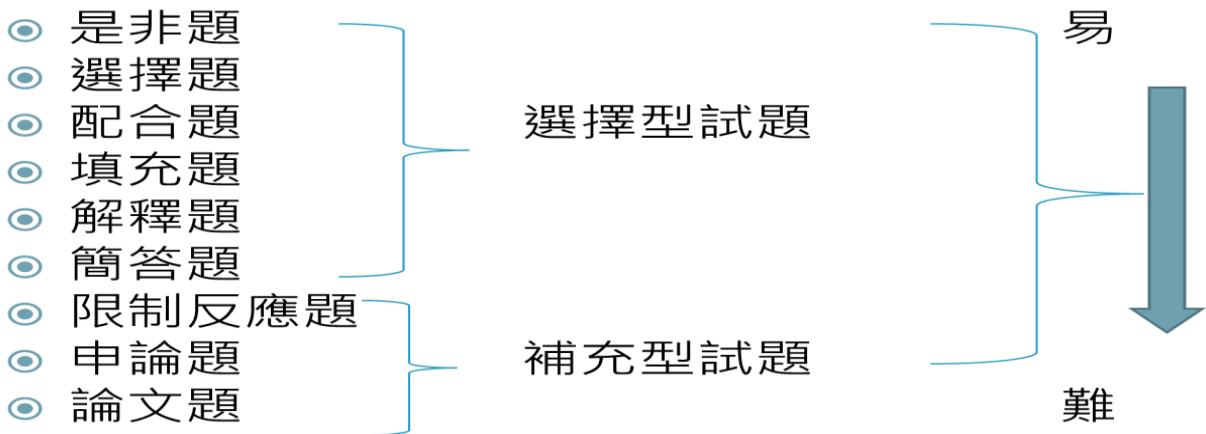 是非題 易
選擇題
配合題 選擇型試題
填充題
解釋題
簡答題
限制反應題
申論題 補充型試題
論文題 難